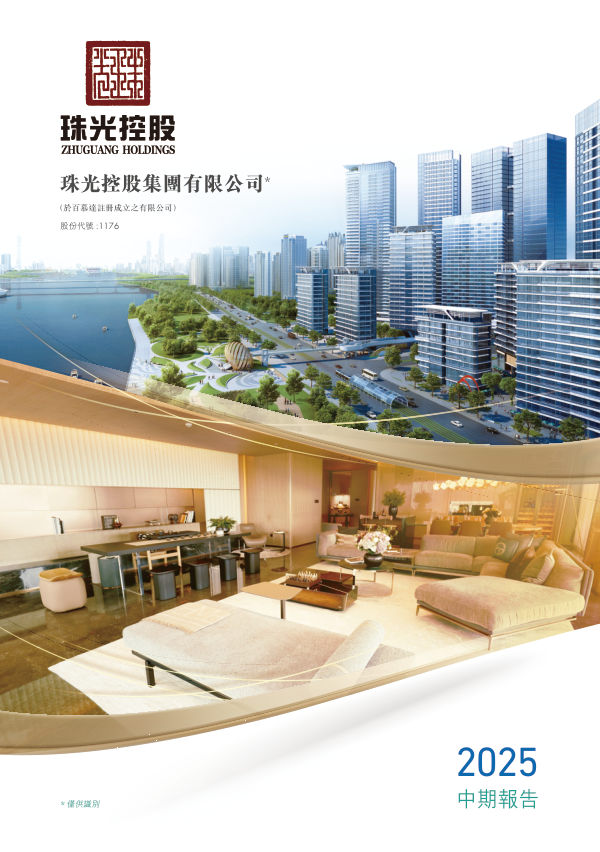 珠光控股
ZHUGUANG HOLDINGS
珠光控股集團有限公司*
(於百慕達註冊成立之有限公司)
股份代號 :1176
2025
中期報告
* 僅供識別